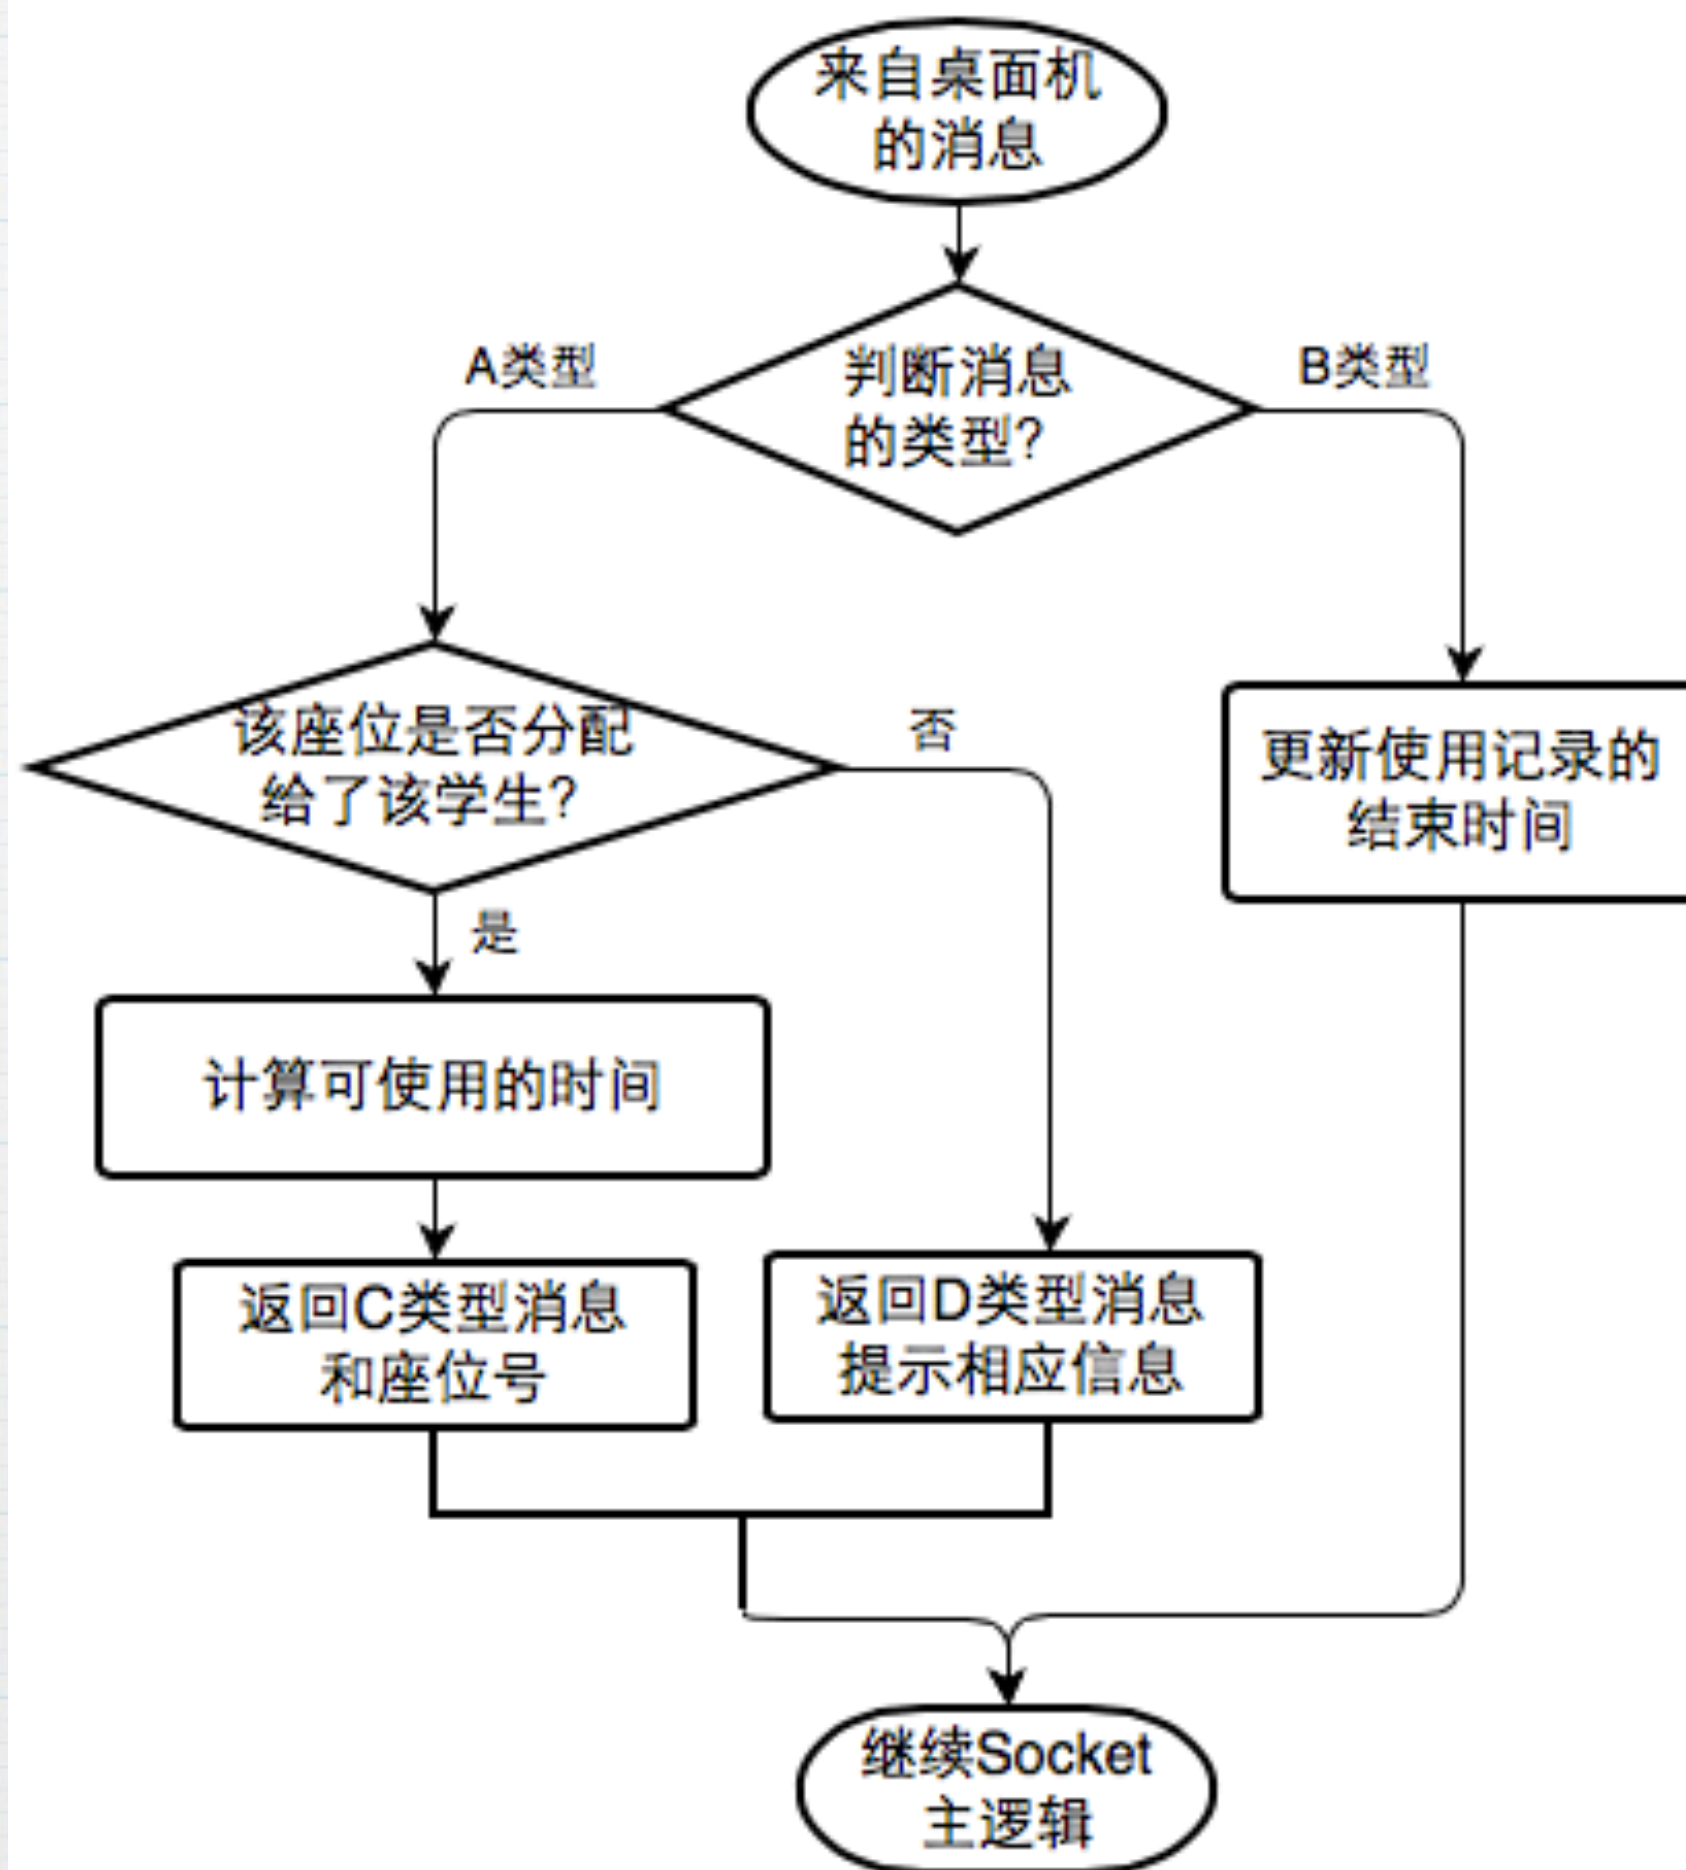 来自桌面机
的消息
A类型
判断消息
的类型?
B类型
该座位是否分配
给了该学生?
否
更新使用记录的
结束时间
是
计算可使用的时间
返回C类型消息
和座位号
返回D类型消息
提示相应信息
继续Socket
主逻辑